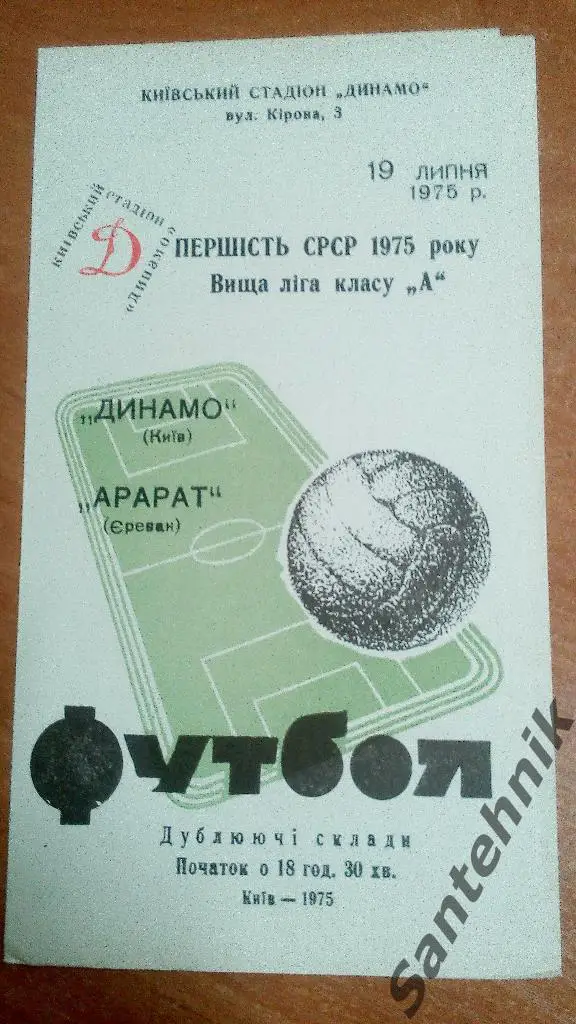 КИЇВСЬКИЙ СТАДІОН „ДИНАМО“
вул. Кірова, 3
19 ЛИПНЯ
1975 р.
київський стадіон «динамо»
Д
ПЕРШІСТЬ СРСР 1975 року
Вища ліга класу „А“
„ДИНАМО“
(Київ)
„АРАРАТ“
(Єреван)
Футбол
Дублюючі склади
Початок о 18 год. 30 хв.
Київ — 1975
Santehnik